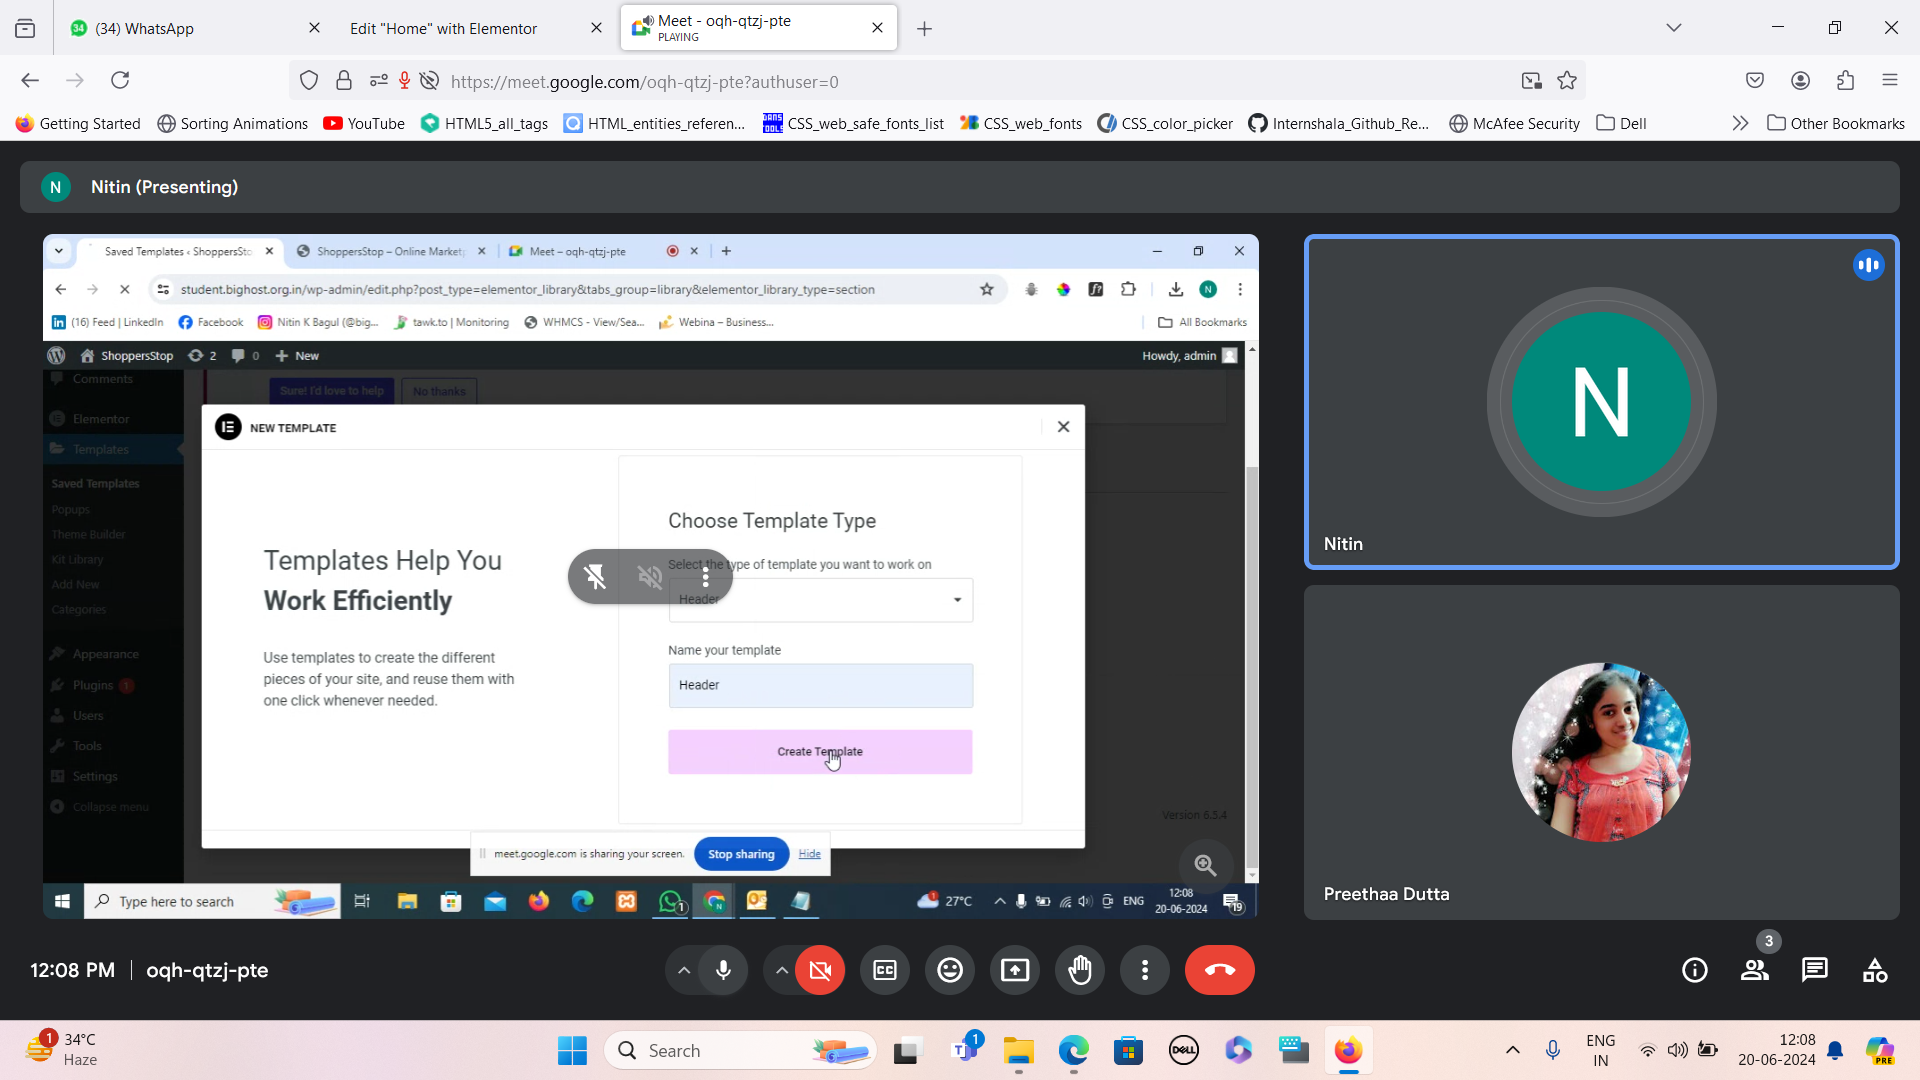 (34) WhatsApp
Edit "Home" with Elementor
Meet - oqh-qtzj-pte
PLAYING
https://meet.google.com/oqh-qtzj-pte?authuser=0
Getting Started
Sorting Animations
YouTube
HTML5_all_tags
HTML_entities_referen...
CSS_web_safe_fonts_list
CSS_web_fonts
CSS_color_picker
Internshala_Github_Re...
McAfee Security
Dell
Other Bookmarks
N
Nitin (Presenting)
Saved Templates ‹ ShoppersSto
ShoppersStop – Online Marketp
Meet – oqh-qtzj-pte
student.bighost.org.in/wp-admin/edit.php?post_type=elementor_library&tabs_group=library&elementor_library_type=section
N
(16) Feed | LinkedIn
Facebook
Nitin K Bagul (@big...
tawk.to | Monitoring
WHMCS - View/Sea...
Webina – Business...
All Bookmarks
ShoppersStop
2
0
New
Howdy, admin
Comments
Sure! I'd love to help
No thanks
Elementor
Templates
Saved Templates
Popups
Theme Builder
Kit Library
Add New
Categories
Appearance
Plugins 1
Users
Tools
Settings
Collapse menu
NEW TEMPLATE
Templates Help You
Work Efficiently
Use templates to create the different
pieces of your site, and reuse them with
one click whenever needed.
Choose Template Type
Select the type of template you want to work on
Header
Name your template
Header
Create Template
Version 6.5.4
meet.google.com is sharing your screen.
Stop sharing
Hide
Type here to search
1
27°C
ENG
12:08
20-06-2024
19
N
Nitin
Preethaa Dutta
12:08 PM
oqh-qtzj-pte
CC
3
1
34°C
Haze
Search
1
DELL
ENG
IN
12:08
20-06-2024
PRE